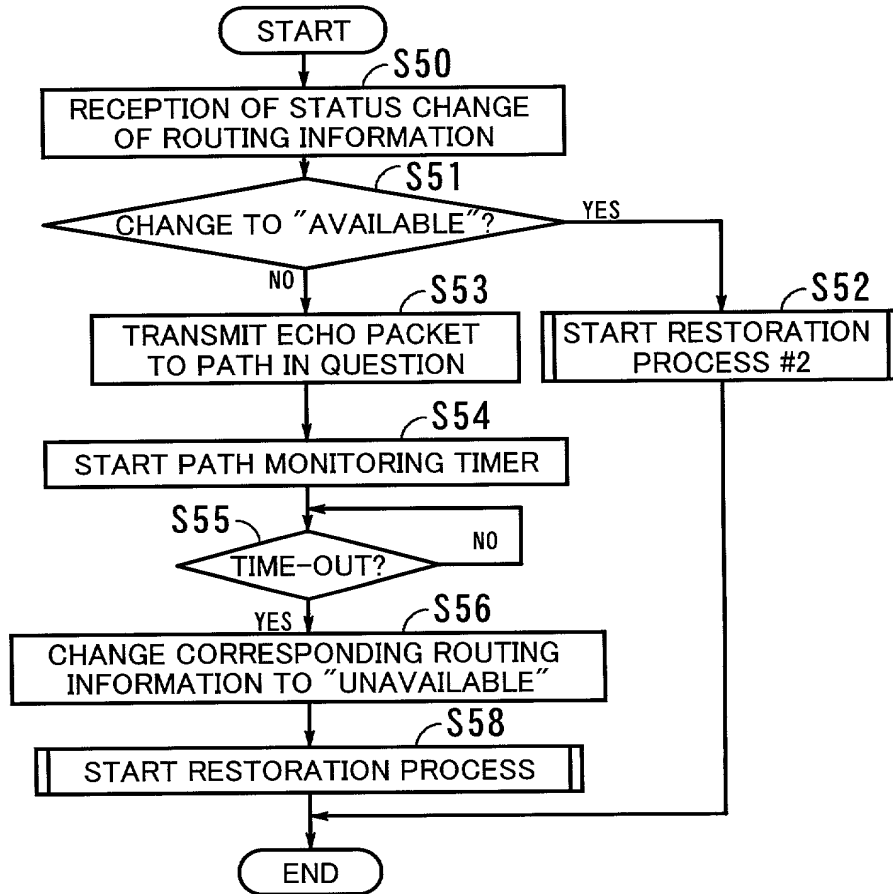 START
S50
RECEPTION OF STATUS CHANGE
OF ROUTING INFORMATION
S51
CHANGE TO "AVAILABLE"?
YES
NO
S53
TRANSMIT ECHO PACKET
TO PATH IN QUESTION
S52
START RESTORATION
PROCESS #2
S54
START PATH MONITORING TIMER
S55
TIME-OUT?
NO
YES
S56
CHANGE CORRESPONDING ROUTING
INFORMATION TO "UNAVAILABLE"
S58
START RESTORATION PROCESS
END